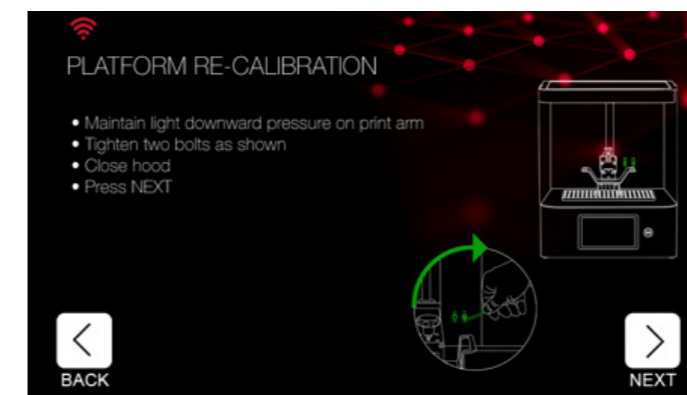 PLATFORM RE-CALIBRATION
• Maintain light downward pressure on print arm
• Tighten two bolts as shown
• Close hood
• Press NEXT
BACK
NEXT